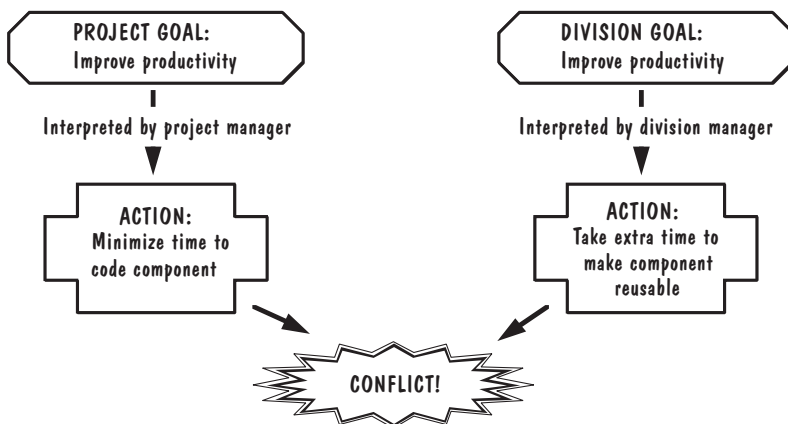 PROJECT GOAL:
Improve productivity
Interpreted by project manager
ACTION:
Minimize time to
code component
DIVISION GOAL:
Improve productivity
Interpreted by division manager
ACTION:
Take extra time to
make component
reusable
CONFLICT!